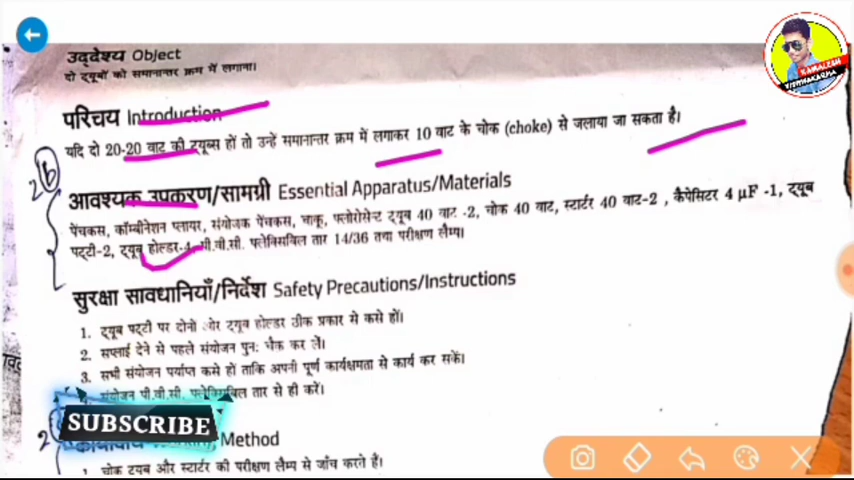 उद्देश्य Object
दो ट्यूबों को समानान्तर क्रम में लगाना।
KAMALESH
VISHWAKARMA
परिचय Introduction
यदि दो 20-20 वाट की ट्यूब्स हों तो उन्हें समानान्तर क्रम में लगाकर 10 वाट के चोक (choke) से जलाया जा सकता है।
आवश्यक उपकरण/सामग्री Essential Apparatus/Materials
पेंचकस, कॉम्बीनेशन प्लायर, संयोजक पेंचकस, चाकू, फ्लोरोसेन्ट ट्यूब 40 वाट -2, चोक 40 वाट, स्टार्टर 40 वाट-2 , कैपेसिटर 4 μF -1, ट्यूब
पट्टी-2, ट्यूब होल्डर-4 पी.वी.सी. फ्लेक्सिबिल तार 14/36 तथा परीक्षण लैम्प।
सुरक्षा सावधानियाँ/निर्देश Safety Precautions/Instructions
1. ट्यूब पट्टी पर दोनों ओर ट्यूब होल्डर ठीक प्रकार से कसे हों।
2. सप्लाई देने से पहले संयोजन पुनः चैक कर लें।
3. सभी संयोजन पर्याप्त कसे हों ताकि अपनी पूर्ण कार्यक्षमता से कार्य कर सकें।
संयोजन पी.वी.सी. फ्लेक्सिबिल तार से ही करें।
SUBSCRIBE
Method
1. चोक ट्यूब और स्टार्टर की परीक्षण लैम्प से जाँच करते हैं।